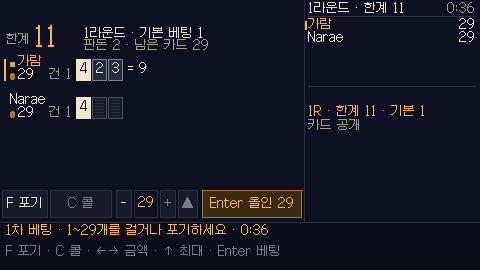 한계 11
1라운드 · 기본 베팅 1
판돈 2 · 남은 카드 29
가람
29 건 1 4 2 3 = 9
Narae
29 건 1 4
F 포기 C 콜 - 29 + ▲ Enter 올인 29
1차 베팅 · 1~29개를 걸거나 포기하세요 · 0:36
F 포기 · C 콜 · ←→ 금액 · ↑ 최대 · Enter 베팅
1라운드 · 한계 11 0:36
가람 29
Narae 29
1R · 한계 11 · 기본 1
카드 공개